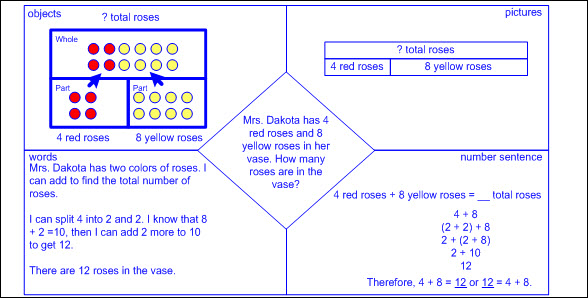 objects
? total roses
Whole
Part
Part
4 red roses
8 yellow roses
pictures
? total roses
4 red roses
8 yellow roses
Mrs. Dakota has 4
red roses and 8
yellow roses in her
vase. How many
roses are in the
vase?
words
Mrs. Dakota has two colors of roses. I
can add to find the total number of
roses.
I can split 4 into 2 and 2. I know that 8
+ 2 =10, then I can add 2 more to 10
to get 12.
There are 12 roses in the vase.
number sentence
4 red roses + 8 yellow roses = __ total roses
4 + 8
(2 + 2) + 8
2 + (2 + 8)
2 + 10
12
Therefore, 4 + 8 = 12 or 12 = 4 + 8.